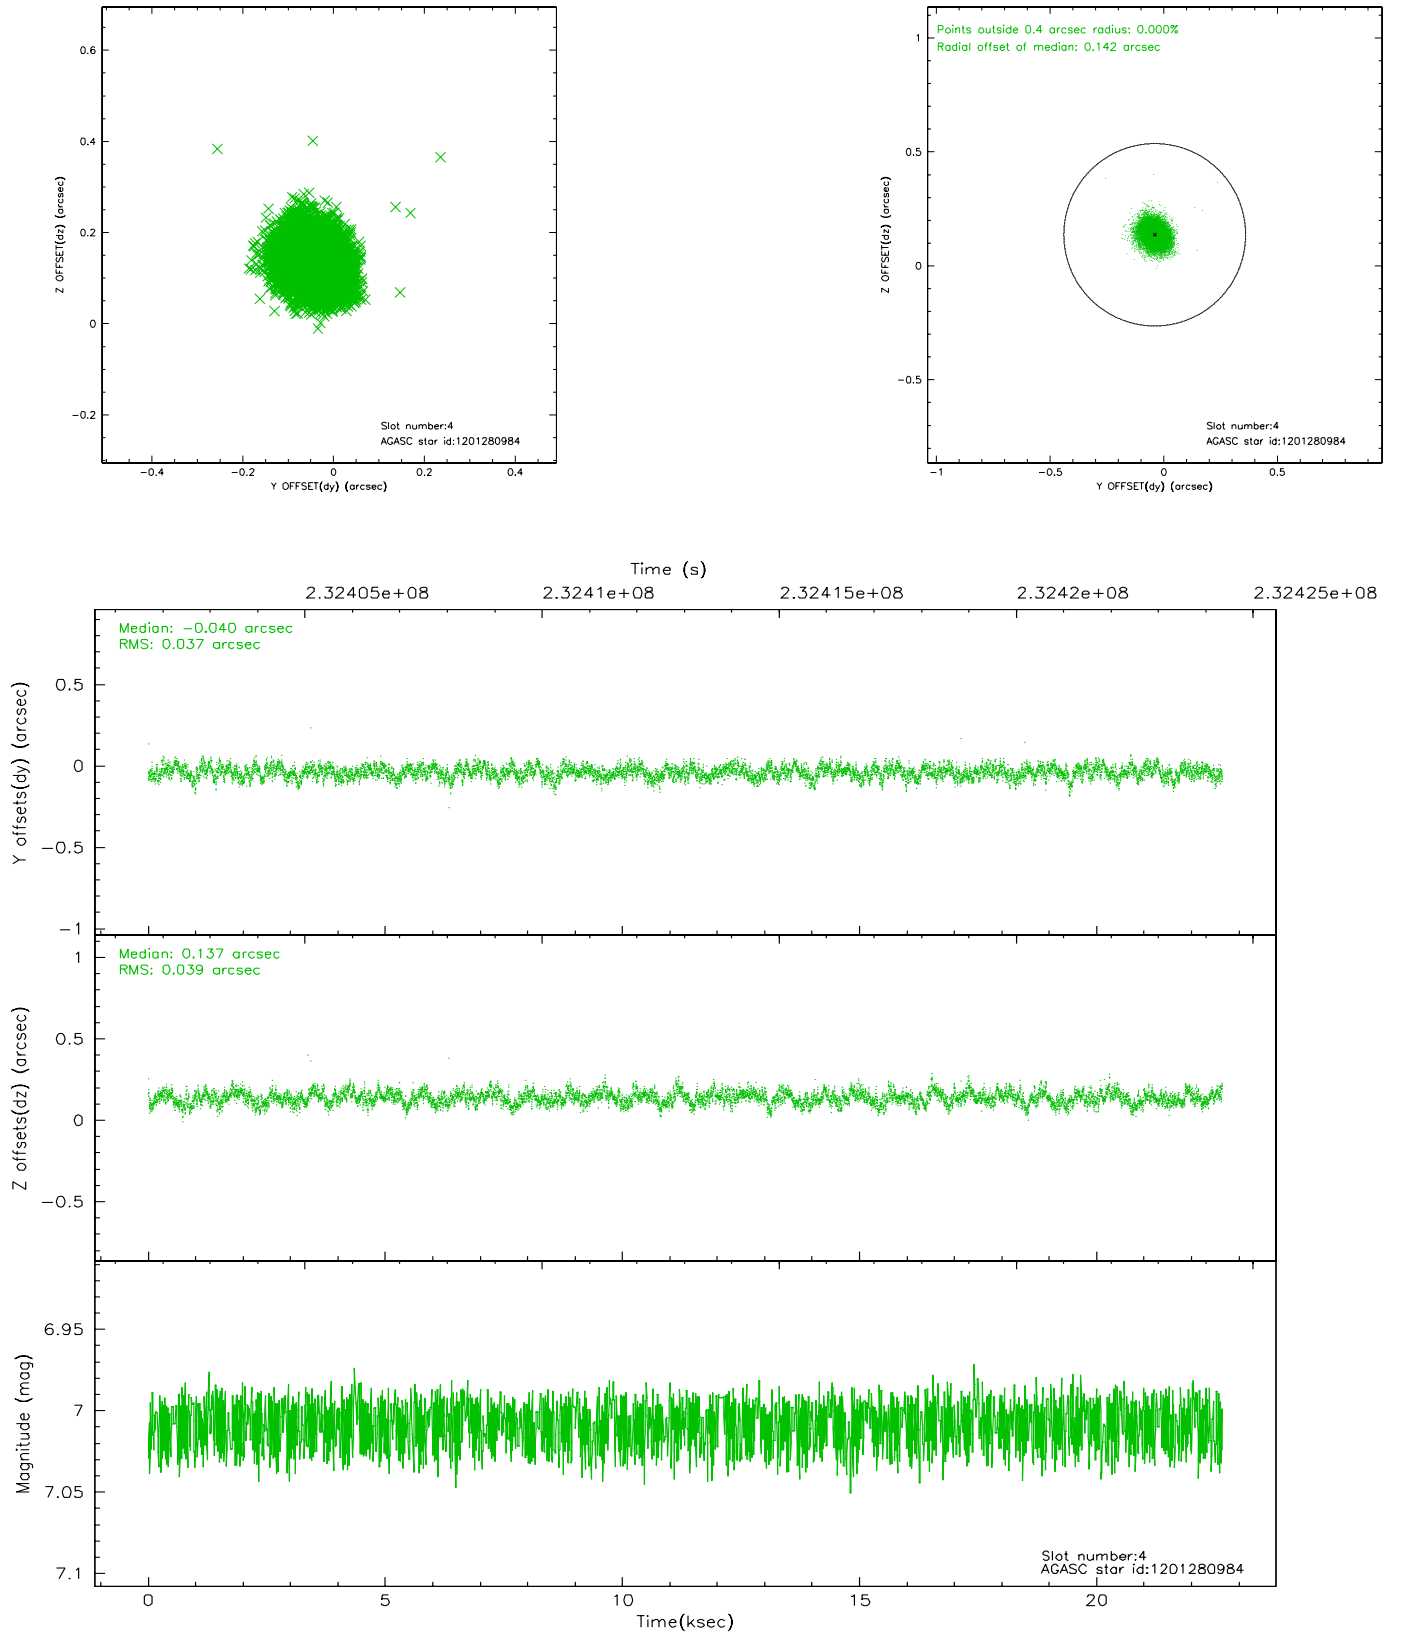 0.6
0.4
0.2
0
−0.2
Z OFFSET(dz) (arcsec)
−0.4
−0.2
0
0.2
0.4
Y OFFSET(dy) (arcsec)
Slot number:4
AGASC star id:1201280984
Points outside 0.4 arcsec radius: 0.000%
Radial offset of median: 0.142 arcsec
1
0.5
0
−0.5
Z OFFSET(dz) (arcsec)
−1
−0.5
0
0.5
Y OFFSET(dy) (arcsec)
Slot number:4
AGASC star id:1201280984
Time (s)
2.32405e+08
2.3241e+08
2.32415e+08
2.3242e+08
2.32425e+08
Median: −0.040 arcsec
RMS: 0.037 arcsec
0.5
0
−0.5
−1
Y offsets(dy) (arcsec)
Median: 0.137 arcsec
RMS: 0.039 arcsec
1
0.5
0
−0.5
Z offsets(dz) (arcsec)
6.95
7
7.05
7.1
Magnitude (mag)
Slot number:4
AGASC star id:1201280984
0
5
10
15
20
Time(ksec)